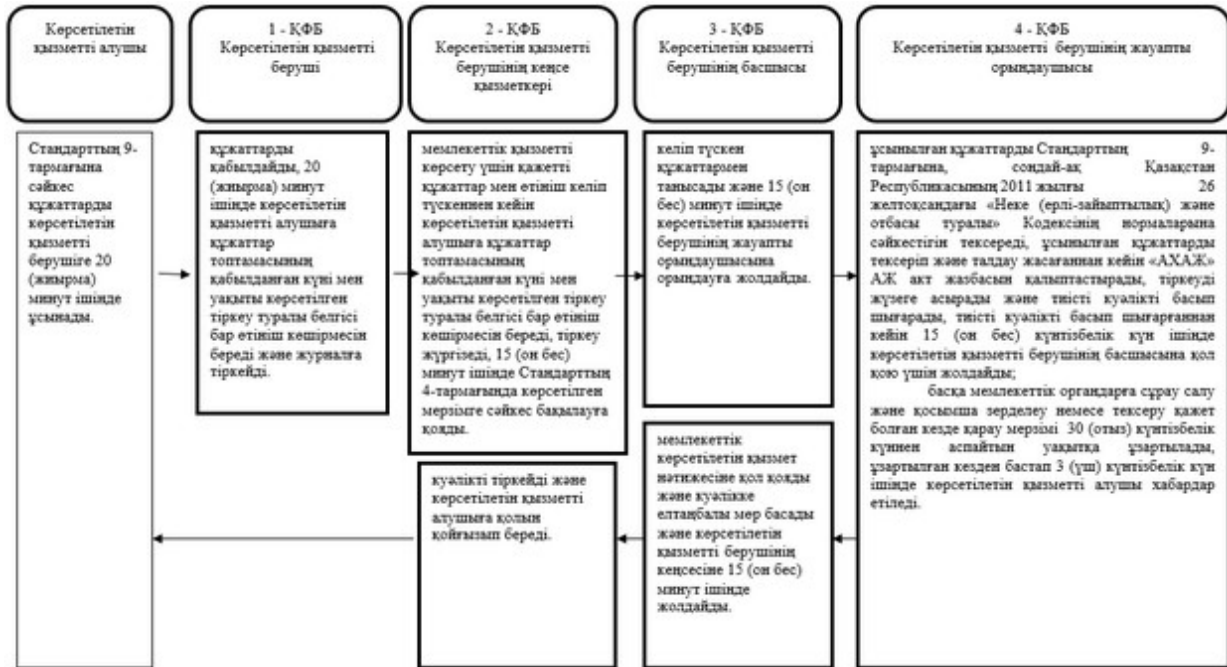 Көрсетілетін
қызметті алушы
1 - ҚФБ
Көрсетілетін қызметті
беруші
2 - ҚФБ
Көрсетілетін қызметті
берушінің кеңсе
қызметкері
3 - ҚФБ
Көрсетілетін қызметті
берушінің басшысы
4 - ҚФБ
Көрсетілетін қызметті берушінің жауапты
орындаушысы
Стандарттың 9-
тармағына
сәйкес
құжаттарды
көрсетілетін
қызметті
берушіге 20
(жиырма)
минут ішінде
ұсынады.
құжаттарды
қабылдайды, 20
(жиырма) минут
ішінде көрсетілетін
қызметті алушыға
құжаттар
топтамасының
қабылданған күні мен
уақыты көрсетілген
тіркеу туралы белгісі
бар өтініш көшірмесін
береді және журналға
тіркейді.
мемлекеттік қызметті
көрсету үшін қажетті
құжаттар мен өтініш келіп
түскеннен кейін
көрсетілетін қызметті
алушыға құжаттар
топтамасының
қабылданған күні мен
уақыты көрсетілген тіркеу
туралы белгісі бар өтініш
көшірмесін береді, тіркеу
жүргізеді, 15 (он бес)
минут ішінде Стандарттың
4-тармағында көрсетілген
мерзімге сәйкес бақылауға
қояды.
келіп түскен
құжаттармен
танысады және 15 (он
бес) минут ішінде
көрсетілетін қызметті
берушінің жауапты
орындаушысына
орындауға жолдайды.
ұсынылған құжаттарды Стандарттың 9-
тармағына, сондай-ақ Қазақстан
Республикасының 2011 жылғы 26
желтоқсандағы «Неке (ерлі-зайыптылық) және
отбасы туралы» Кодексінің нормаларына
сәйкестігін тексереді, ұсынылған құжаттарды
тексеріп және талдау жасағаннан кейін «АХАЖ»
АЖ акт жазбасын қалыптастырады, тіркеуді
жүзеге асырады және тиісті куәлікті басып
шығарады, тиісті куәлікті басып шығарғаннан
кейін 15 (он бес) күнтізбелік күн ішінде
көрсетілетін қызметті берушінің басшысына қол
қою үшін жолдайды;
басқа мемлекеттік органдарға сұрау салу
және қосымша зерделеу немесе тексеру қажет
болған кезде қарау мерзімі 30 (отыз) күнтізбелік
күннен аспайтын уақытқа ұзартылады,
ұзартылған кезден бастап 3 (үш) күнтізбелік күн
ішінде көрсетілетін қызметті алушы хабардар
етіледі.
мемлекеттік
көрсетілетін қызмет
нәтижесіне қол қояды
және куәлікке
елтаңбалы мөр басады
және көрсетілетін
қызметті берушінің
кеңсесіне 15 (он бес)
минут ішінде
жолдайды.
куәлікті тіркейді және
көрсетілетін қызметті
алушыға қолын
қойғызып береді.